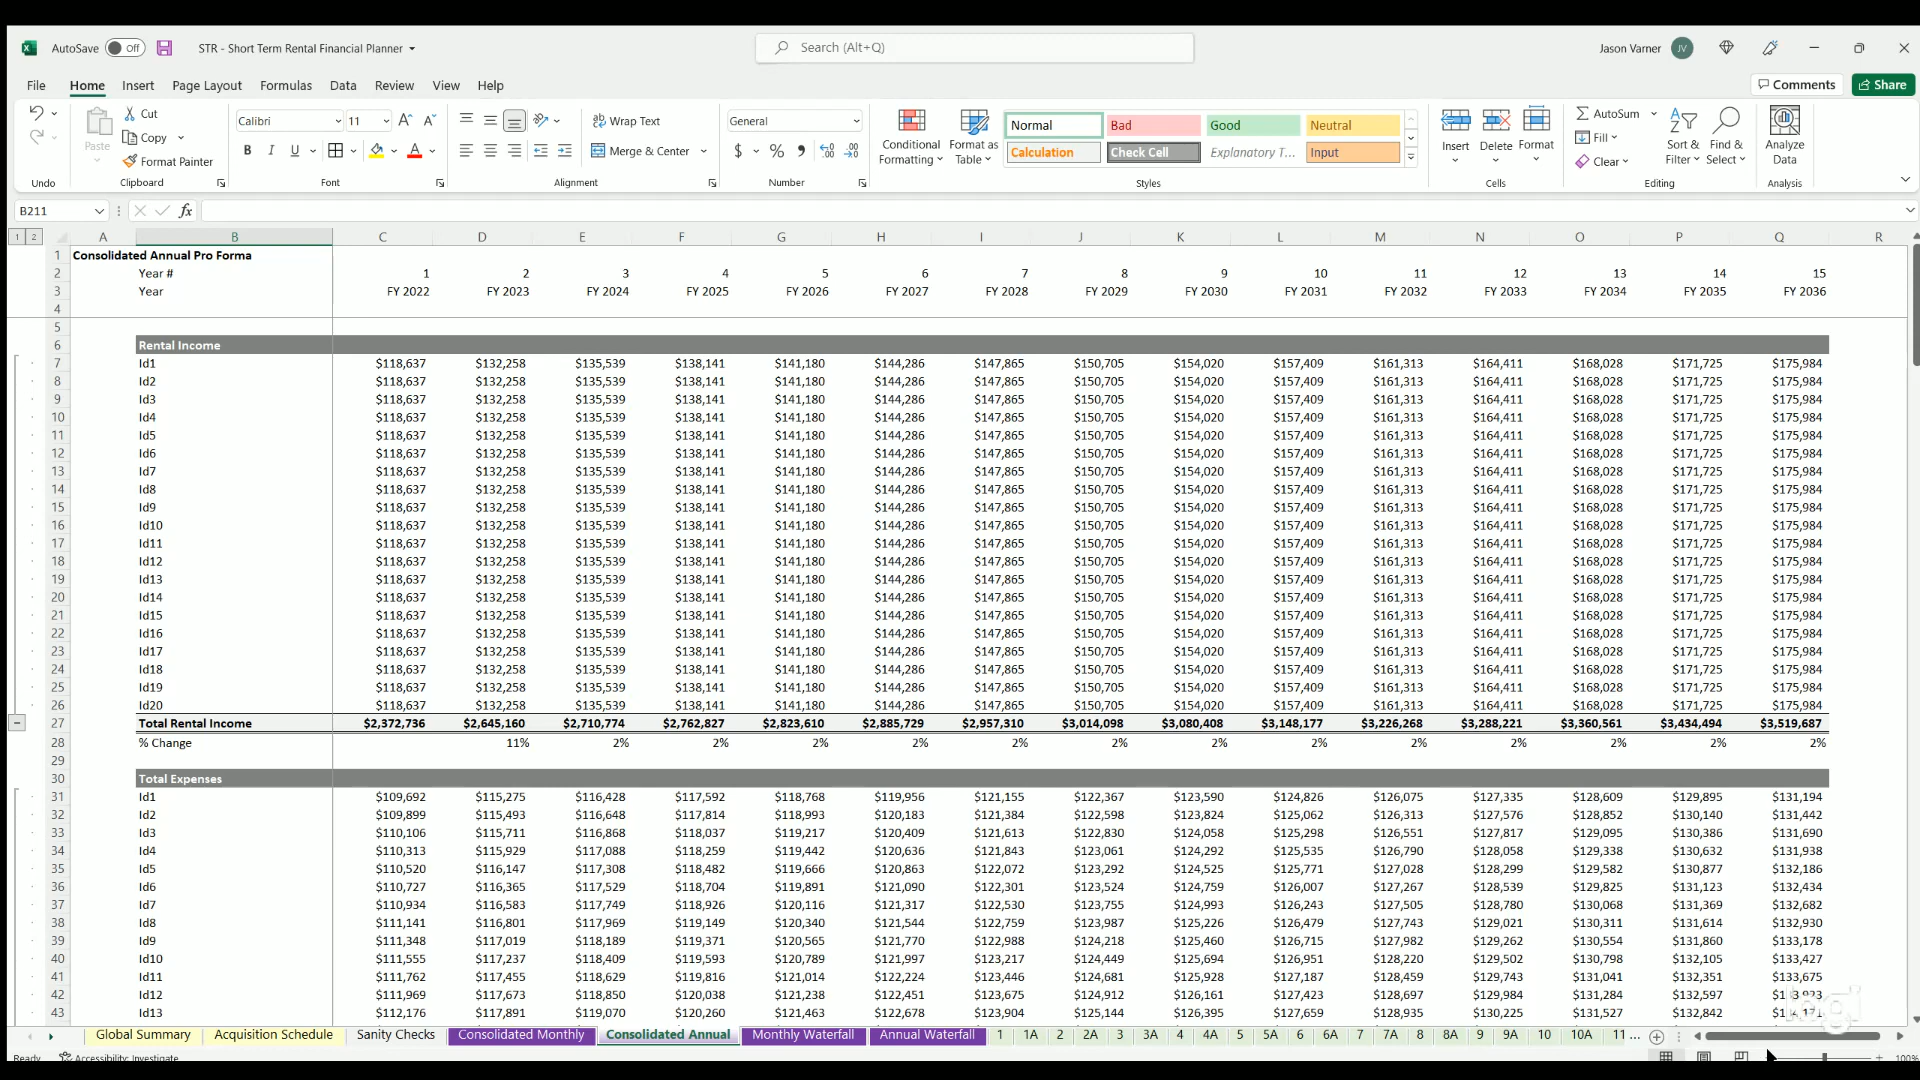 AutoSave Off STR - Short Term Rental Financial Planner Search (Alt+Q) Jason Varner JV
File Home Insert Page Layout Formulas Data Review View Help Comments Share
Cut Calibri 11 Wrap Text General Normal Bad Good Neutral AutoSum
Paste Copy Merge & Center Conditional Formatting Format as Table Calculation Check Cell Explanatory T... Input Insert Delete Format Fill Sort & Filter Find & Select Analyze Data
Format Painter Clear
Undo Clipboard Font Alignment Number Styles Cells Editing Analysis
B211 fx
1 2 A B C D E F G H I J K L M N O P Q R
1 Consolidated Annual Pro Forma
2 Year # 1 2 3 4 5 6 7 8 9 10 11 12 13 14 15
3 Year FY 2022 FY 2023 FY 2024 FY 2025 FY 2026 FY 2027 FY 2028 FY 2029 FY 2030 FY 2031 FY 2032 FY 2033 FY 2034 FY 2035 FY 2036
4
5
6 Rental Income
7 Id1 $118,637 $132,258 $135,539 $138,141 $141,180 $144,286 $147,865 $150,705 $154,020 $157,409 $161,313 $164,411 $168,028 $171,725 $175,984
8 Id2 $118,637 $132,258 $135,539 $138,141 $141,180 $144,286 $147,865 $150,705 $154,020 $157,409 $161,313 $164,411 $168,028 $171,725 $175,984
9 Id3 $118,637 $132,258 $135,539 $138,141 $141,180 $144,286 $147,865 $150,705 $154,020 $157,409 $161,313 $164,411 $168,028 $171,725 $175,984
10 Id4 $118,637 $132,258 $135,539 $138,141 $141,180 $144,286 $147,865 $150,705 $154,020 $157,409 $161,313 $164,411 $168,028 $171,725 $175,984
11 Id5 $118,637 $132,258 $135,539 $138,141 $141,180 $144,286 $147,865 $150,705 $154,020 $157,409 $161,313 $164,411 $168,028 $171,725 $175,984
12 Id6 $118,637 $132,258 $135,539 $138,141 $141,180 $144,286 $147,865 $150,705 $154,020 $157,409 $161,313 $164,411 $168,028 $171,725 $175,984
13 Id7 $118,637 $132,258 $135,539 $138,141 $141,180 $144,286 $147,865 $150,705 $154,020 $157,409 $161,313 $164,411 $168,028 $171,725 $175,984
14 Id8 $118,637 $132,258 $135,539 $138,141 $141,180 $144,286 $147,865 $150,705 $154,020 $157,409 $161,313 $164,411 $168,028 $171,725 $175,984
15 Id9 $118,637 $132,258 $135,539 $138,141 $141,180 $144,286 $147,865 $150,705 $154,020 $157,409 $161,313 $164,411 $168,028 $171,725 $175,984
16 Id10 $118,637 $132,258 $135,539 $138,141 $141,180 $144,286 $147,865 $150,705 $154,020 $157,409 $161,313 $164,411 $168,028 $171,725 $175,984
17 Id11 $118,637 $132,258 $135,539 $138,141 $141,180 $144,286 $147,865 $150,705 $154,020 $157,409 $161,313 $164,411 $168,028 $171,725 $175,984
18 Id12 $118,637 $132,258 $135,539 $138,141 $141,180 $144,286 $147,865 $150,705 $154,020 $157,409 $161,313 $164,411 $168,028 $171,725 $175,984
19 Id13 $118,637 $132,258 $135,539 $138,141 $141,180 $144,286 $147,865 $150,705 $154,020 $157,409 $161,313 $164,411 $168,028 $171,725 $175,984
20 Id14 $118,637 $132,258 $135,539 $138,141 $141,180 $144,286 $147,865 $150,705 $154,020 $157,409 $161,313 $164,411 $168,028 $171,725 $175,984
21 Id15 $118,637 $132,258 $135,539 $138,141 $141,180 $144,286 $147,865 $150,705 $154,020 $157,409 $161,313 $164,411 $168,028 $171,725 $175,984
22 Id16 $118,637 $132,258 $135,539 $138,141 $141,180 $144,286 $147,865 $150,705 $154,020 $157,409 $161,313 $164,411 $168,028 $171,725 $175,984
23 Id17 $118,637 $132,258 $135,539 $138,141 $141,180 $144,286 $147,865 $150,705 $154,020 $157,409 $161,313 $164,411 $168,028 $171,725 $175,984
24 Id18 $118,637 $132,258 $135,539 $138,141 $141,180 $144,286 $147,865 $150,705 $154,020 $157,409 $161,313 $164,411 $168,028 $171,725 $175,984
25 Id19 $118,637 $132,258 $135,539 $138,141 $141,180 $144,286 $147,865 $150,705 $154,020 $157,409 $161,313 $164,411 $168,028 $171,725 $175,984
26 Id20 $118,637 $132,258 $135,539 $138,141 $141,180 $144,286 $147,865 $150,705 $154,020 $157,409 $161,313 $164,411 $168,028 $171,725 $175,984
27 Total Rental Income $2,372,736 $2,645,160 $2,710,774 $2,762,827 $2,823,610 $2,885,729 $2,957,310 $3,014,098 $3,080,408 $3,148,177 $3,226,268 $3,288,221 $3,360,561 $3,434,494 $3,519,687
28 % Change 11% 2% 2% 2% 2% 2% 2% 2% 2% 2% 2% 2% 2% 2%
29
30 Total Expenses
31 Id1 $109,692 $115,275 $116,428 $117,592 $118,768 $119,956 $121,155 $122,367 $123,590 $124,826 $126,075 $127,335 $128,609 $129,895 $131,194
32 Id2 $109,899 $115,493 $116,648 $117,814 $118,993 $120,183 $121,384 $122,598 $123,824 $125,062 $126,313 $127,576 $128,852 $130,140 $131,442
33 Id3 $110,106 $115,711 $116,868 $118,037 $119,217 $120,409 $121,613 $122,830 $124,058 $125,298 $126,551 $127,817 $129,095 $130,386 $131,690
34 Id4 $110,313 $115,929 $117,088 $118,259 $119,442 $120,636 $121,843 $123,061 $124,292 $125,535 $126,790 $128,058 $129,338 $130,632 $131,938
35 Id5 $110,520 $116,147 $117,308 $118,482 $119,666 $120,863 $122,072 $123,292 $124,525 $125,771 $127,028 $128,299 $129,582 $130,877 $132,186
36 Id6 $110,727 $116,365 $117,529 $118,704 $119,891 $121,090 $122,301 $123,524 $124,759 $126,007 $127,267 $128,539 $129,825 $131,123 $132,434
37 Id7 $110,934 $116,583 $117,749 $118,926 $120,116 $121,317 $122,530 $123,755 $124,993 $126,243 $127,505 $128,780 $130,068 $131,369 $132,682
38 Id8 $111,141 $116,801 $117,969 $119,149 $120,340 $121,544 $122,759 $123,987 $125,226 $126,479 $127,743 $129,021 $130,311 $131,614 $132,930
39 Id9 $111,348 $117,019 $118,189 $119,371 $120,565 $121,770 $122,988 $124,218 $125,460 $126,715 $127,982 $129,262 $130,554 $131,860 $133,178
40 Id10 $111,555 $117,237 $118,409 $119,593 $120,789 $121,997 $123,217 $124,449 $125,694 $126,951 $128,220 $129,502 $130,798 $132,105 $133,427
41 Id11 $111,762 $117,455 $118,629 $119,816 $121,014 $122,224 $123,446 $124,681 $125,928 $127,187 $128,459 $129,743 $131,041 $132,351 $133,675
42 Id12 $111,969 $117,673 $118,850 $120,038 $121,238 $122,451 $123,675 $124,912 $126,161 $127,423 $128,697 $129,984 $131,284 $132,597
43 Id13 $112,176 $117,891 $119,070 $120,260 $121,463 $122,678 $123,904 $125,144 $126,395 $127,659 $128,935 $130,225 $131,527 $132,842
Global Summary Acquisition Schedule Sanity Checks Consolidated Monthly Consolidated Annual Monthly Waterfall Annual Waterfall 1 1A 2 2A 3 3A 4 4A 5 5A 6 6A 7 7A 8 8A 9 9A 10 10A 11 ...
Ready Accessibility: Investigate 100%